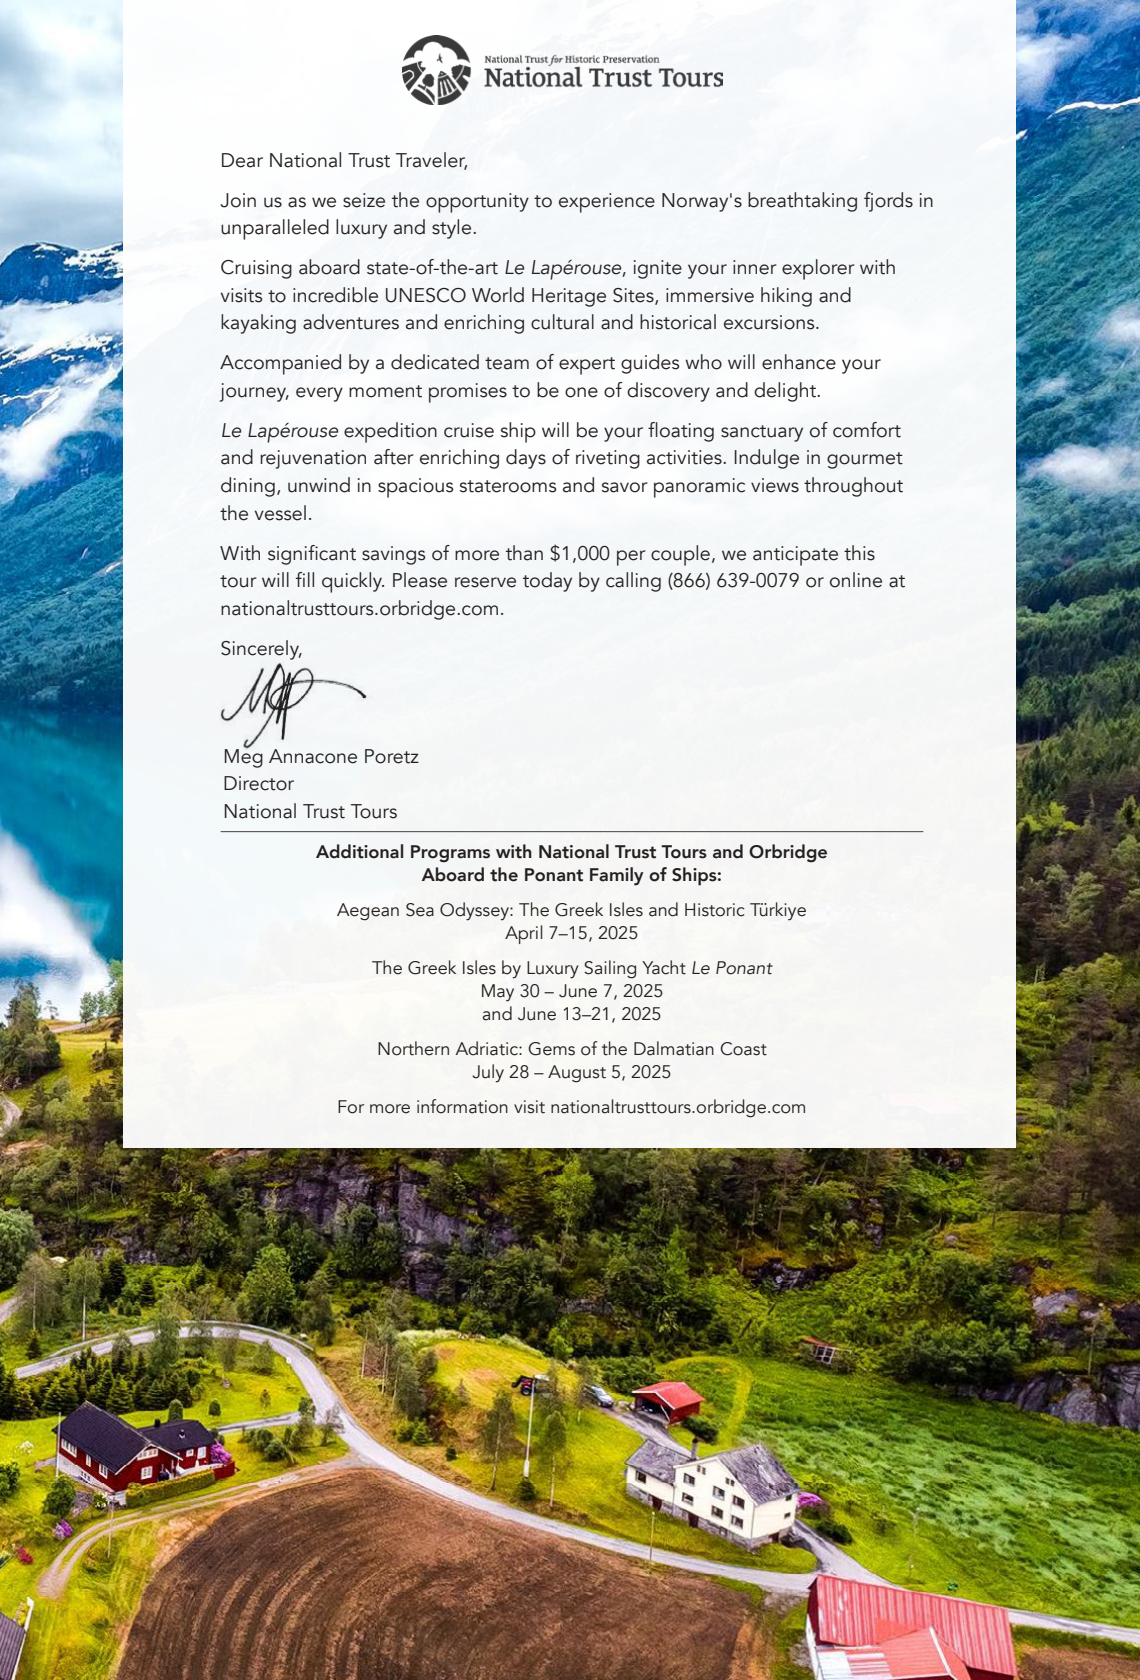 National Trust for Historic Preservation
National Trust Tours
Dear National Trust Traveler,
Join us as we seize the opportunity to experience Norway's breathtaking fjords in
unparalleled luxury and style.
Cruising aboard state-of-the-art Le Lapérouse, ignite your inner explorer with
visits to incredible UNESCO World Heritage Sites, immersive hiking and
kayaking adventures and enriching cultural and historical excursions.
Accompanied by a dedicated team of expert guides who will enhance your
journey, every moment promises to be one of discovery and delight.
Le Lapérouse expedition cruise ship will be your floating sanctuary of comfort
and rejuvenation after enriching days of riveting activities. Indulge in gourmet
dining, unwind in spacious staterooms and savor panoramic views throughout
the vessel.
With significant savings of more than $1,000 per couple, we anticipate this
tour will fill quickly. Please reserve today by calling (866) 639-0079 or online at
nationaltrusttours.orbridge.com.
Sincerely,
Meg Annacone Poretz
Director
National Trust Tours
Additional Programs with National Trust Tours and Orbridge
Aboard the Ponant Family of Ships:
Aegean Sea Odyssey: The Greek Isles and Historic Türkiye
April 7–15, 2025
The Greek Isles by Luxury Sailing Yacht Le Ponant
May 30 – June 7, 2025
and June 13–21, 2025
Northern Adriatic: Gems of the Dalmatian Coast
July 28 – August 5, 2025
For more information visit nationaltrusttours.orbridge.com